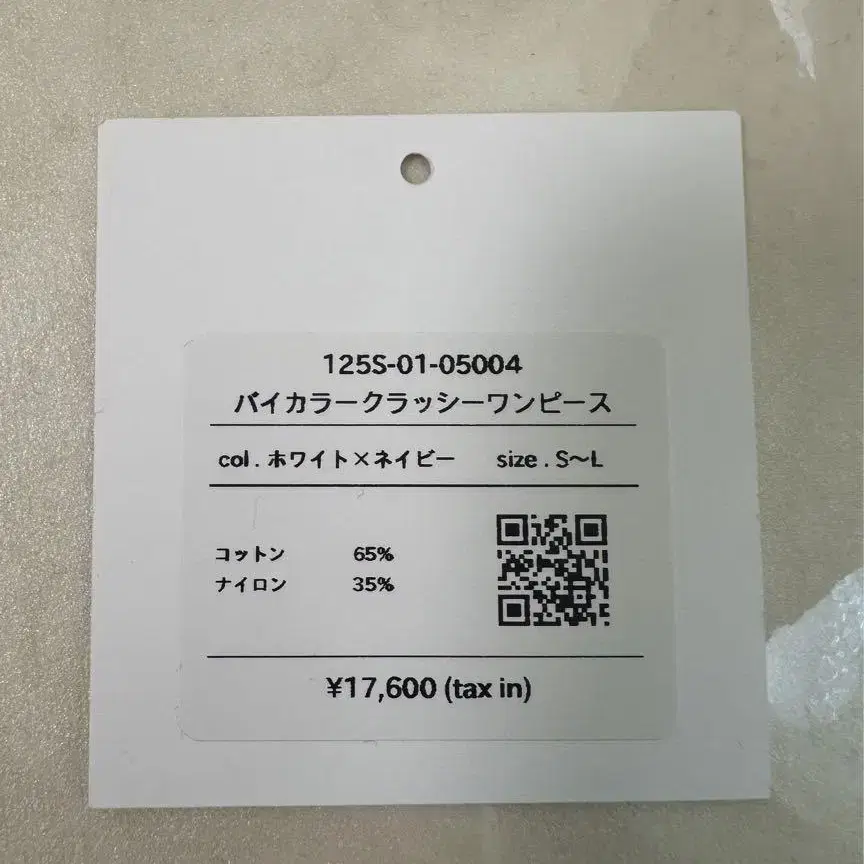 125S-01-05004
バイカラークラッシーワンピース
col . ホワイト×ネイビー size . S～L
コットン 65%
ナイロン 35%
¥17,600 (tax in)